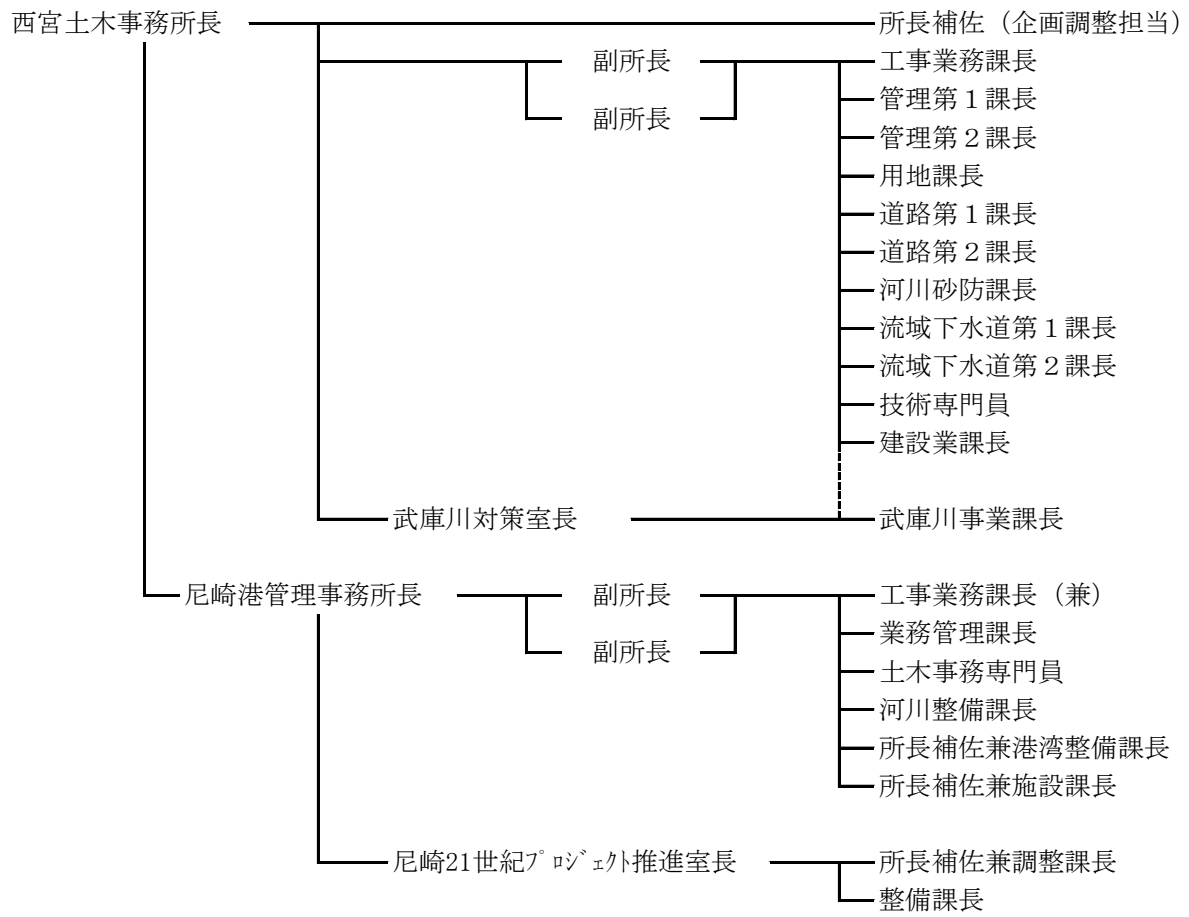 西宮土木事務所長 所長補佐（企画調整担当）
副所長 工事業務課長
管理第１課長
副所長
管理第２課長
用地課長
道路第１課長
道路第２課長
河川砂防課長
流域下水道第１課長
流域下水道第２課長
技術専門員
建設業課長
武庫川対策室長 武庫川事業課長
尼崎港管理事務所長 副所長 工事業務課長（兼）
業務管理課長
副所長
土木事務専門員
河川整備課長
所長補佐兼港湾整備課長
所長補佐兼施設課長
尼崎21世紀ﾌﾟﾛｼﾞｪｸﾄ推進室長 所長補佐兼調整課長
整備課長